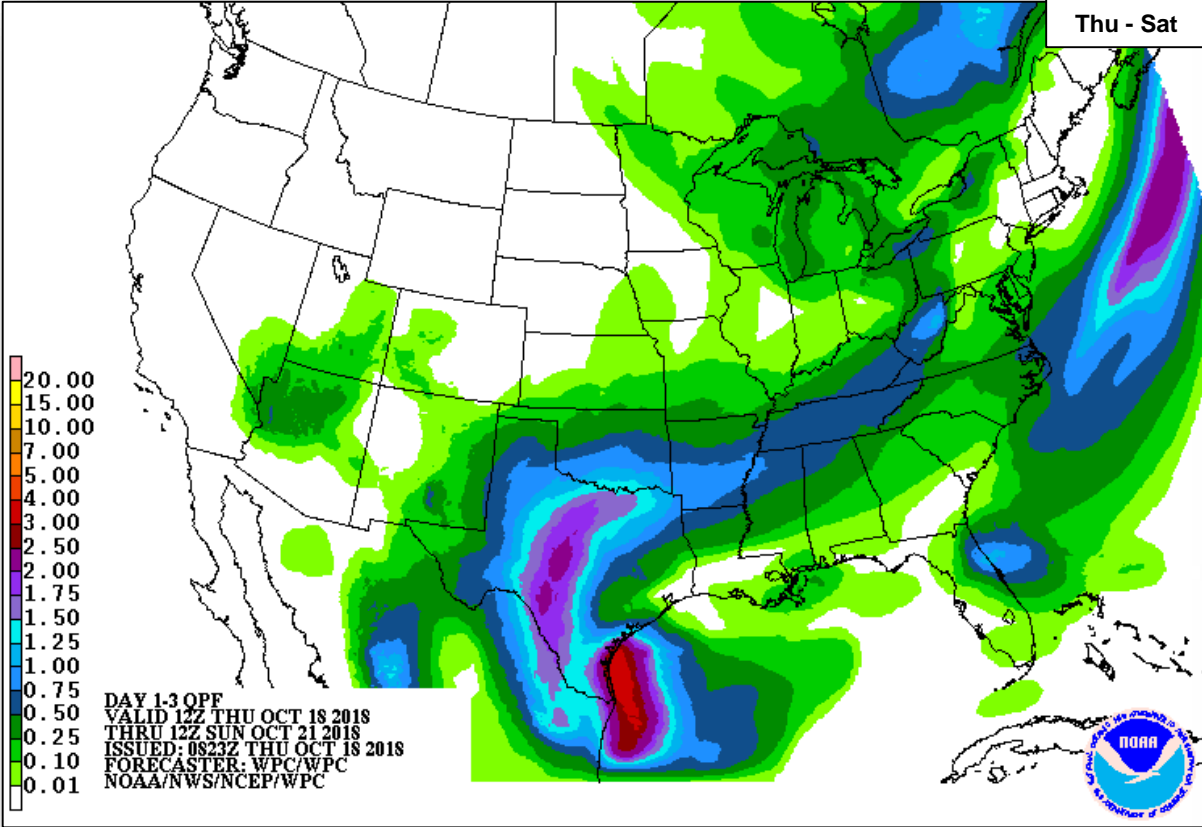 Thu - Sat
20.00
15.00
10.00
7.00
5.00
4.00
3.00
2.50
2.00
1.75
1.50
1.25
1.00
0.75
0.50
0.25
0.10
0.01
DAY 1-3 QPF
VALID 12Z THU OCT 18 2018
THRU 12Z SUN OCT 21 2018
ISSUED: 0823Z THU OCT 18 2018
FORECASTER: WPC/WPC
NOAA/NWS/NCEP/WPC
NOAA